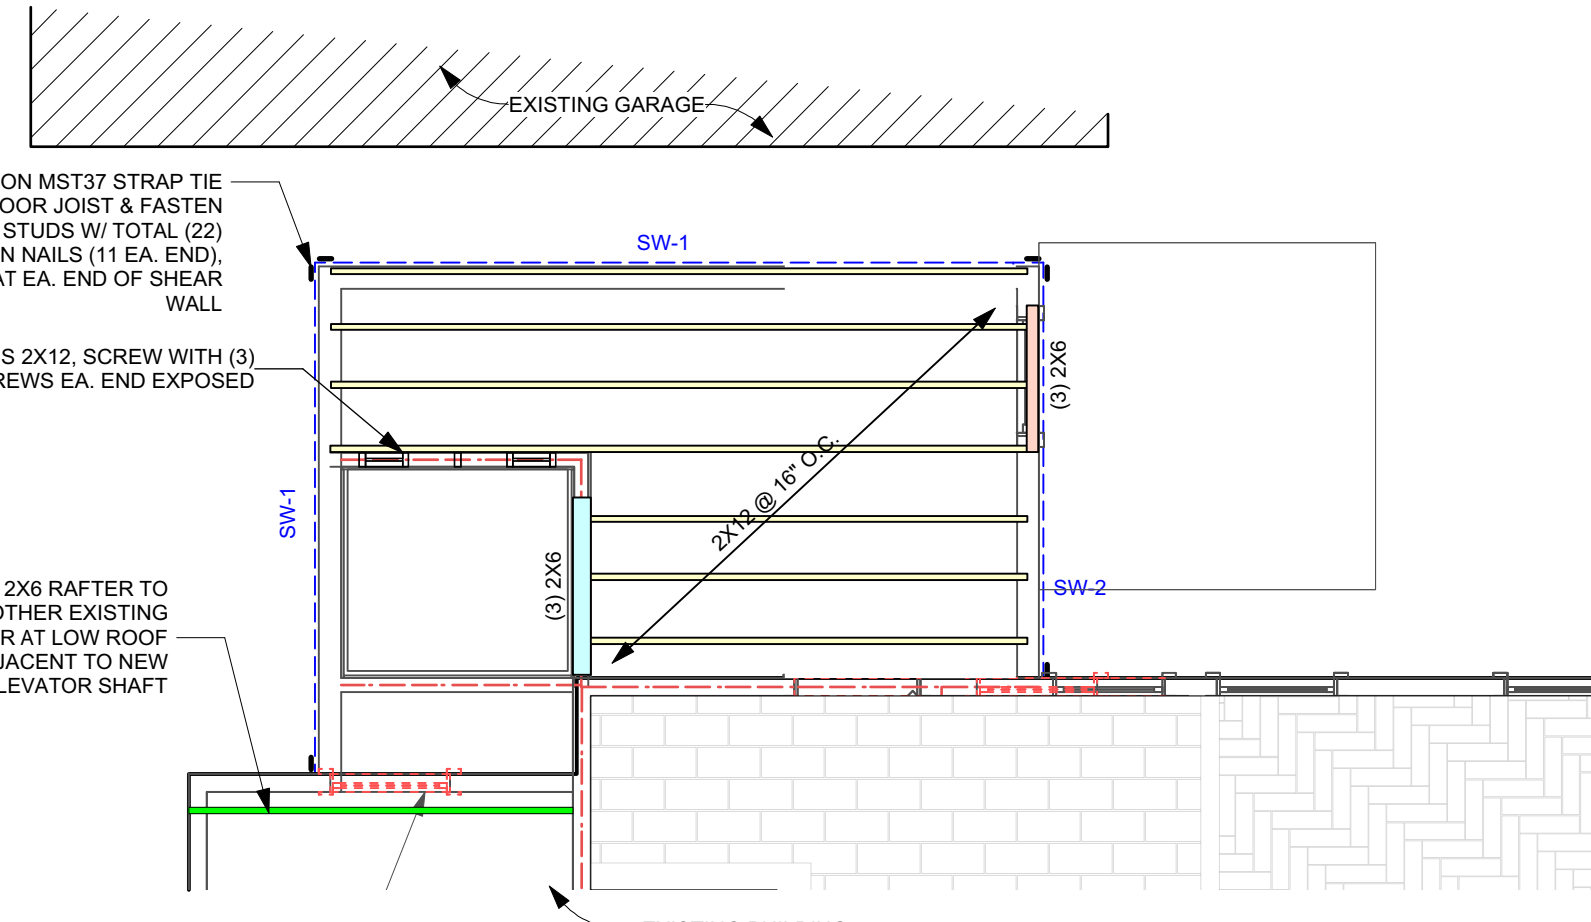 EXISTING GARAGE
ON MST37 STRAP TIE
OOR JOIST & FASTEN
STUDS W/ TOTAL (22)
N NAILS (11 EA. END),
AT EA. END OF SHEAR
WALL
SW-1
S 2X12, SCREW WITH (3)
REWS EA. END EXPOSED
(3) 2X6
2X12 @ 16" O.C.
SW-1
(3) 2X6
SW-2
2X6 RAFTER TO
OTHER EXISTING
R AT LOW ROOF
JACENT TO NEW
LEVATOR SHAFT
EXISTING BUILDING